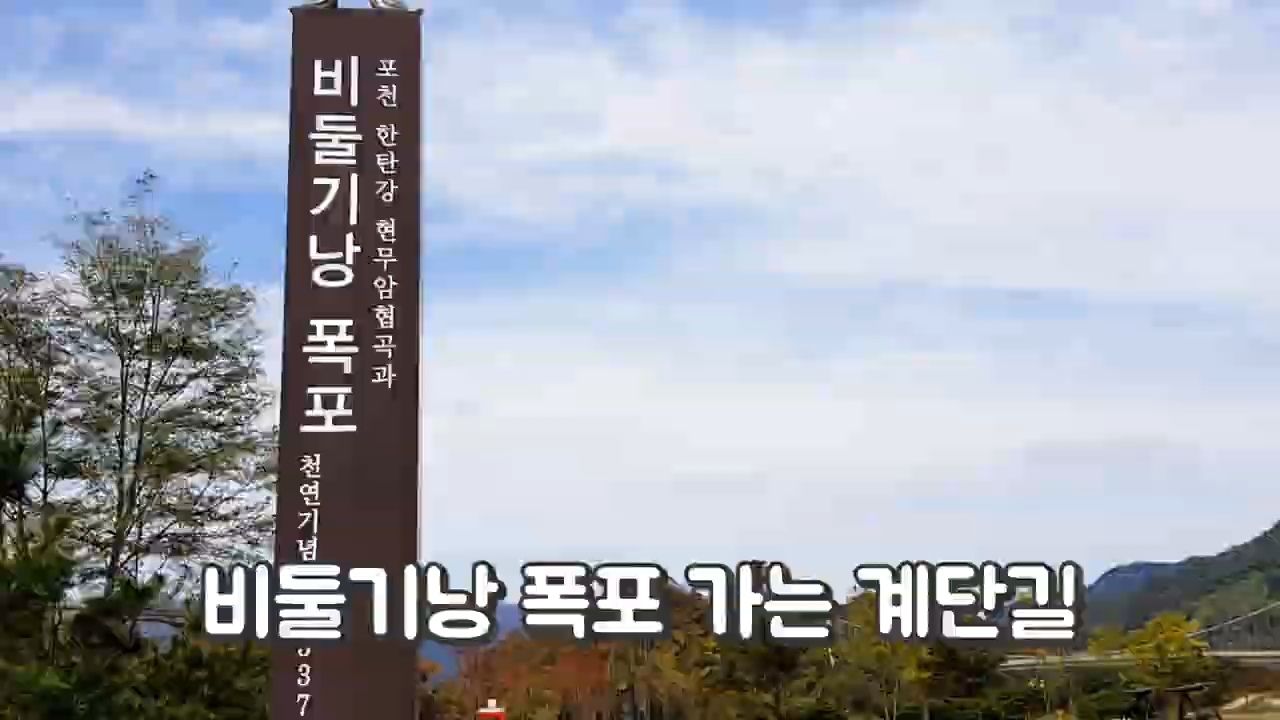 포천 한탄강 현무암협곡과
비둘기낭 폭포
천연기념
37
비둘기낭 폭포 가는 계단길